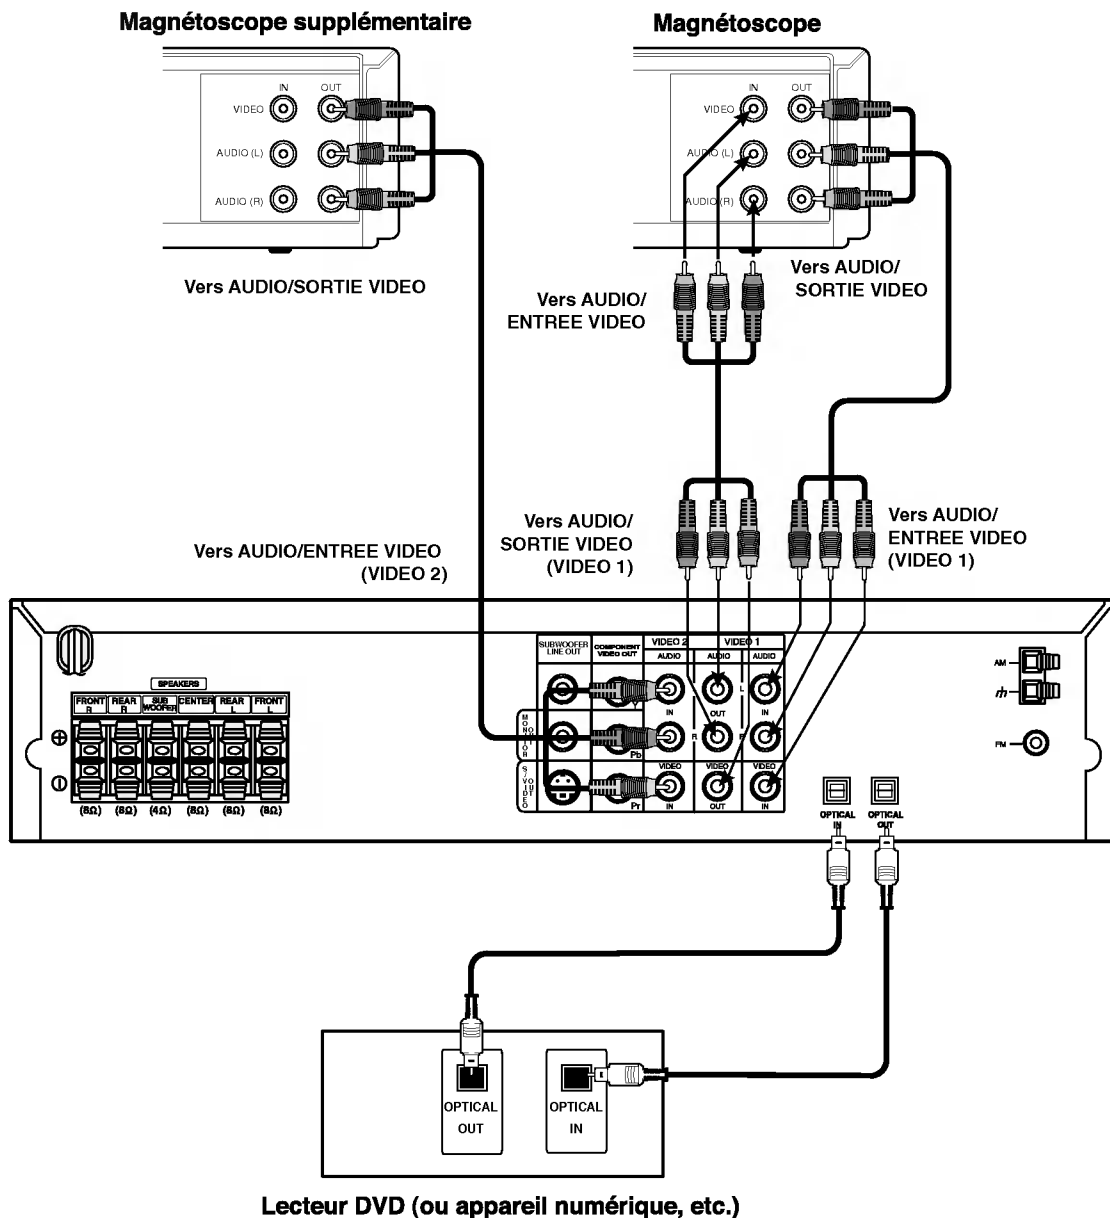 Magnétoscope supplémentaire
Magnétoscope
IN OUT
VIDEO
AUDIO (L)
AUDIO (R)
IN OUT
VIDEO
AUDIO (L)
AUDIO (R)
Vers AUDIO/SORTIE VIDEO
Vers AUDIO/
ENTREE VIDEO
Vers AUDIO/
SORTIE VIDEO
Vers AUDIO/ENTREE VIDEO
(VIDEO 2)
Vers AUDIO/
SORTIE VIDEO
(VIDEO 1)
Vers AUDIO/
ENTREE VIDEO
(VIDEO 1)
SUBWOOFER
LINE OUT
COMPONENT
VIDEO OUT
VIDEO 2 VIDEO 1
AUDIO AUDIO AUDIO
L
IN OUT IN
R R
MONITOR
OUT
Y
Pb
Pr
S/VIDEO
OUT
VIDEO VIDEO VIDEO
IN OUT IN
SPEAKERS
FRONT
R
REAR
R
SUB
WOOFER
CENTER
REAR
L
FRONT
L
+
−
(8Ω) (8Ω) (4Ω) (8Ω) (8Ω) (8Ω)
AM
FM
OPTICAL
IN
OPTICAL
OUT
OPTICAL
OUT
OPTICAL
IN
Lecteur DVD (ou appareil numérique, etc.)